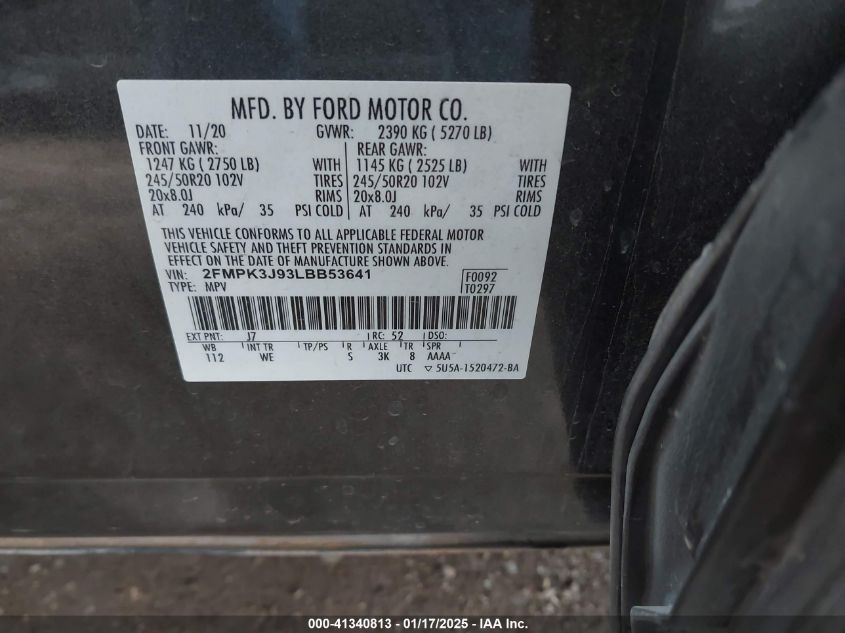 MFD. BY FORD MOTOR CO.
DATE: 11/20 GVWR: 2390 KG ( 5270 LB)
FRONT GAWR: REAR GAWR:
1247 KG ( 2750 LB) WITH 1145 KG ( 2525 LB) WITH
245/50R20 102V TIRES 245/50R20 102V TIRES
20x8.0J RIMS 20x8.0J RIMS
AT 240 kPa/ 35 PSI COLD AT 240 kPa/ 35 PSI COLD
THIS VEHICLE CONFORMS TO ALL APPLICABLE FEDERAL MOTOR
VEHICLE SAFETY AND THEFT PREVENTION STANDARDS IN
EFFECT ON THE DATE OF MANUFACTURE SHOWN ABOVE.
VIN: 2FMPK3J93LBB53641 F0092
TYPE: MPV T0297
EXT PNT: J7 RC: 52 DSO:
WB INT TR TP/PS R AXLE TR SPR
112 WE S 3K 8 AAAA
UTC ▽ 5U5A-1520472-BA
000-41340813 - 01/17/2025 - IAA Inc.